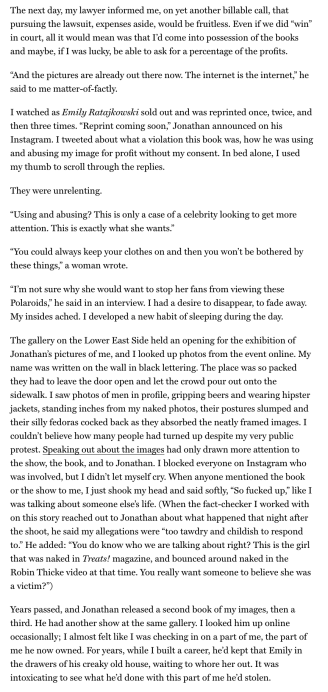 The next day, my lawyer informed me, on yet another billable call, that
pursuing the lawsuit, expenses aside, would be fruitless. Even if we did “win”
in court, all it would mean was that I’d come into possession of the books
and maybe, if I was lucky, be able to ask for a percentage of the profits.
“And the pictures are already out there now. The internet is the internet,” he
said to me matter-of-factly.
I watched as Emily Ratajkowski sold out and was reprinted once, twice, and
then three times. “Reprint coming soon,” Jonathan announced on his
Instagram. I tweeted about what a violation this book was, how he was using
and abusing my image for profit without my consent. In bed alone, I used
my thumb to scroll through the replies.
They were unrelenting.
“Using and abusing? This is only a case of a celebrity looking to get more
attention. This is exactly what she wants.”
“You could always keep your clothes on and then you won’t be bothered by
these things,” a woman wrote.
“I’m not sure why she would want to stop her fans from viewing these
Polaroids,” he said in an interview. I had a desire to disappear, to fade away.
My insides ached. I developed a new habit of sleeping during the day.
The gallery on the Lower East Side held an opening for the exhibition of
Jonathan’s pictures of me, and I looked up photos from the event online. My
name was written on the wall in black lettering. The place was so packed
they had to leave the door open and let the crowd pour out onto the
sidewalk. I saw photos of men in profile, gripping beers and wearing hipster
jackets, standing inches from my naked photos, their postures slumped and
their silly fedoras cocked back as they absorbed the neatly framed images. I
couldn’t believe how many people had turned up despite my very public
protest. Speaking out about the images had only drawn more attention to
the show, the book, and to Jonathan. I blocked everyone on Instagram who
was involved, but I didn’t let myself cry. When anyone mentioned the book
or the show to me, I just shook my head and said softly, “So fucked up,” like I
was talking about someone else’s life. (When the fact-checker I worked with
on this story reached out to Jonathan about what happened that night after
the shoot, he said my allegations were “too tawdry and childish to respond
to.” He added: “You do know who we are talking about right? This is the girl
that was naked in Treats! magazine, and bounced around naked in the
Robin Thicke video at that time. You really want someone to believe she was
a victim?”)
Years passed, and Jonathan released a second book of my images, then a
third. He had another show at the same gallery. I looked him up online
occasionally; I almost felt like I was checking in on a part of me, the part of
me he now owned. For years, while I built a career, he’d kept that Emily in
the drawers of his creaky old house, waiting to whore her out. It was
intoxicating to see what he’d done with this part of me he’d stolen.